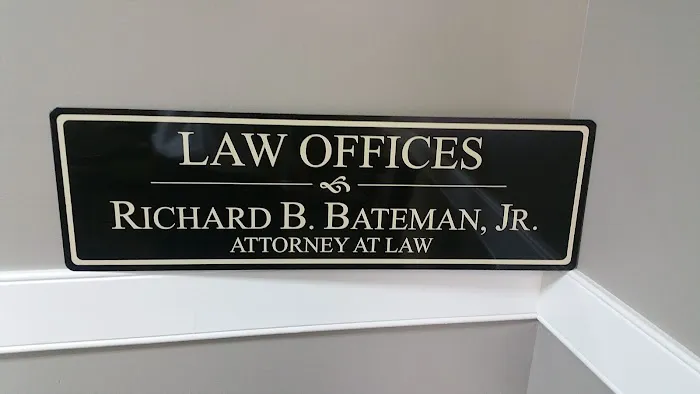 LAW OFFICES
RICHARD B. BATEMAN, JR.
ATTORNEY AT LAW